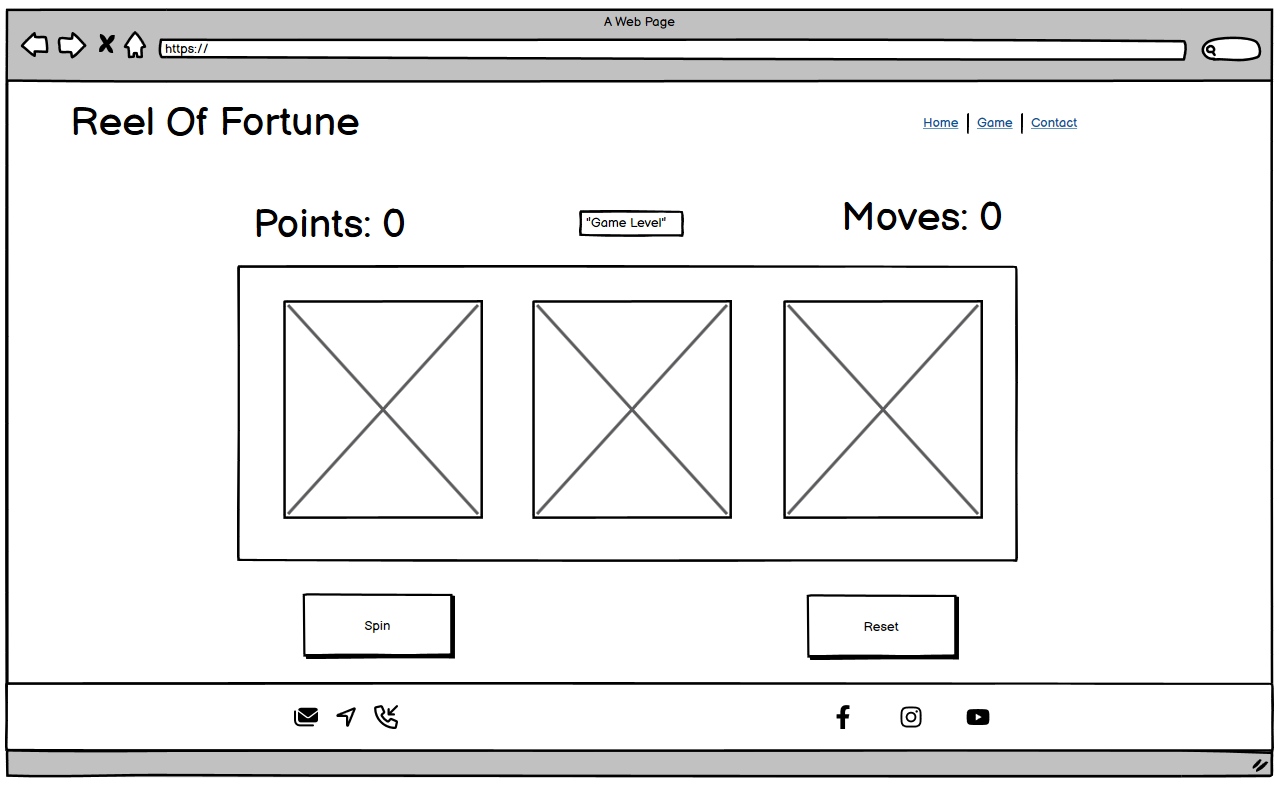 A Web Page
https://
Reel Of Fortune
Home | Game | Contact
Points: 0
"Game Level"
Moves: 0
Spin
Reset